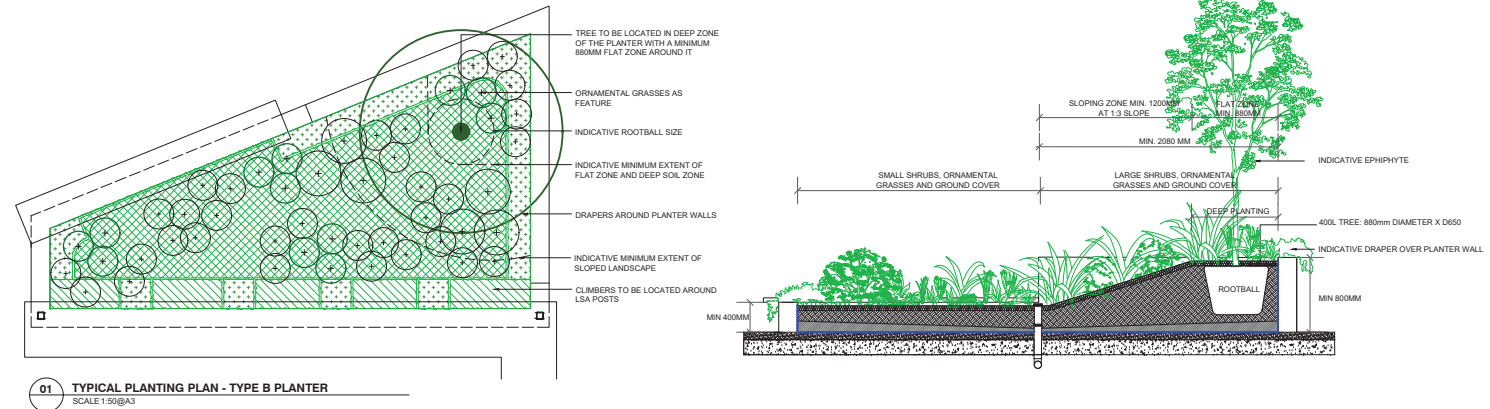 TREE TO BE LOCATED IN DEEP ZONE
OF THE PLANTER WITH A MINIMUM
880MM FLAT ZONE AROUND IT
ORNAMENTAL GRASSES AS
FEATURE
INDICATIVE ROOTBALL SIZE
INDICATIVE MINIMUM EXTENT OF
FLAT ZONE AND DEEP SOIL ZONE
DRAPERS AROUND PLANTER WALLS
INDICATIVE MINIMUM EXTENT OF
SLOPED LANDSCAPE
CLIMBERS TO BE LOCATED AROUND
LSA POSTS
01
TYPICAL PLANTING PLAN - TYPE B PLANTER
SCALE 1:50@A3
SLOPING ZONE MIN. 1200MM
AT 1:3 SLOPE
FLAT ZONE
MIN. 880MM
MIN. 2080 MM
INDICATIVE EPHIPHYTE
SMALL SHRUBS, ORNAMENTAL
GRASSES AND GROUND COVER
LARGE SHRUBS, ORNAMENTAL
GRASSES AND GROUND COVER
DEEP PLANTING
400L TREE: 880mm DIAMETER X D650
INDICATIVE DRAPER OVER PLANTER WALL
ROOTBALL
MIN 800MM
MIN 400MM